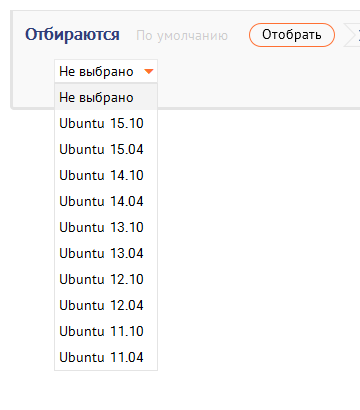 Отбираются По умолчанию Отобрать
Не выбрано
Не выбрано
Ubuntu 15.10
Ubuntu 15.04
Ubuntu 14.10
Ubuntu 14.04
Ubuntu 13.10
Ubuntu 13.04
Ubuntu 12.10
Ubuntu 12.04
Ubuntu 11.10
Ubuntu 11.04